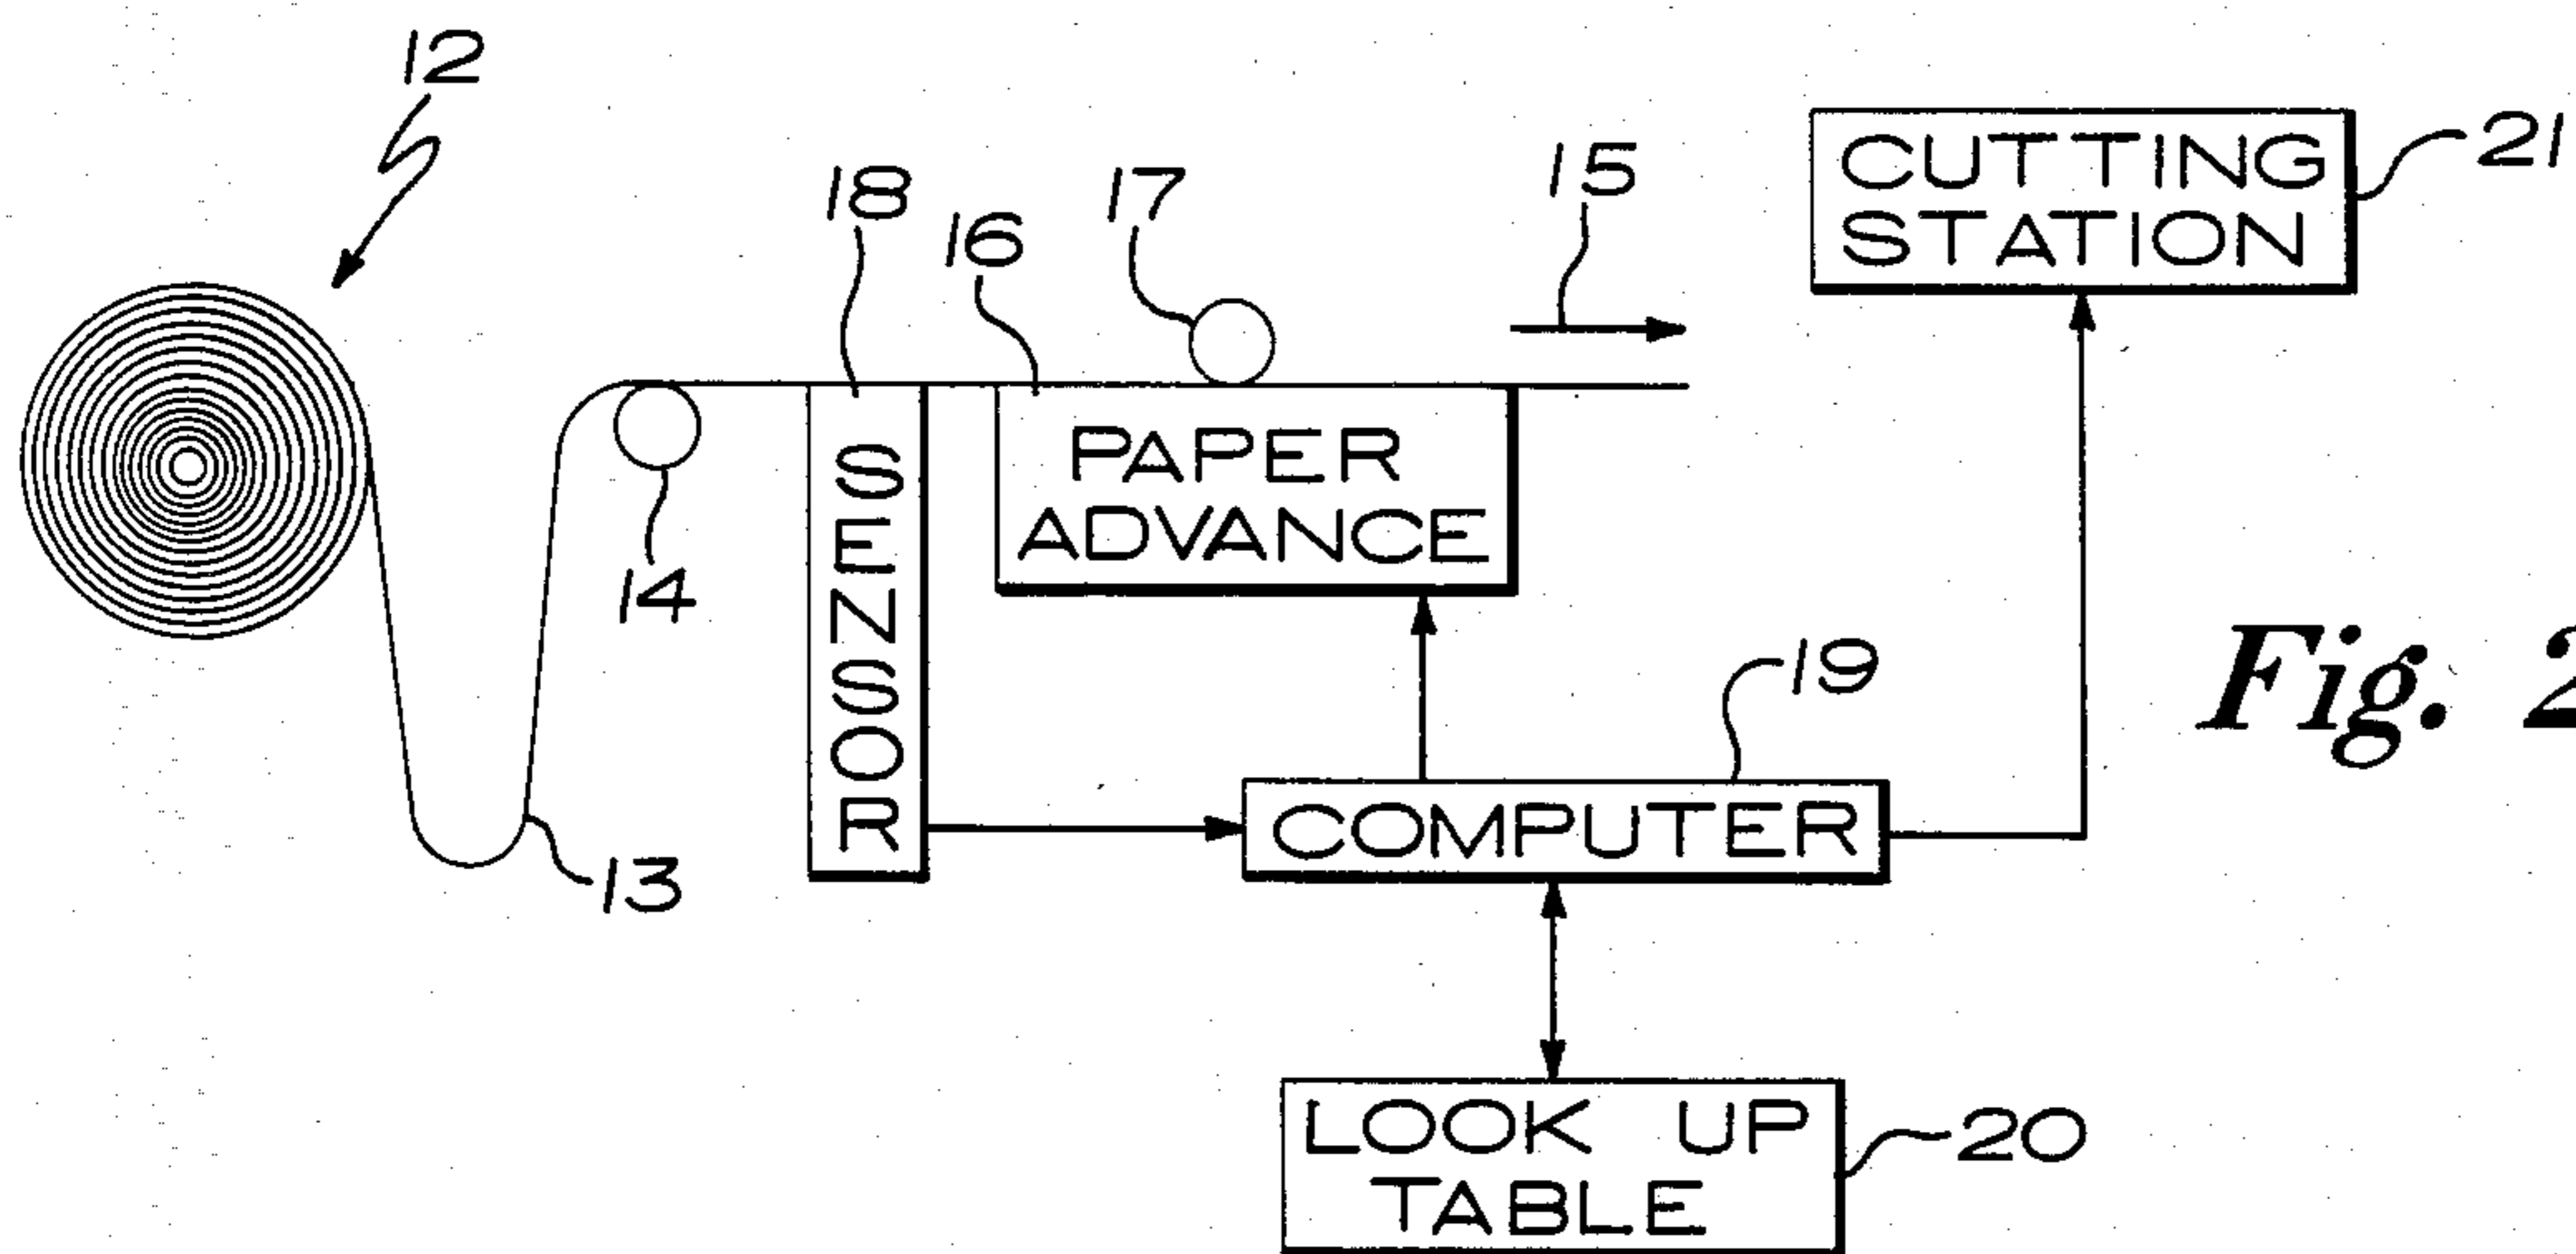 12
18
16
17
15
CUTTING
STATION
21
14
SENSOR
PAPER
ADVANCE
13
19
COMPUTER
Fig. 2
LOOK UP
TABLE
20